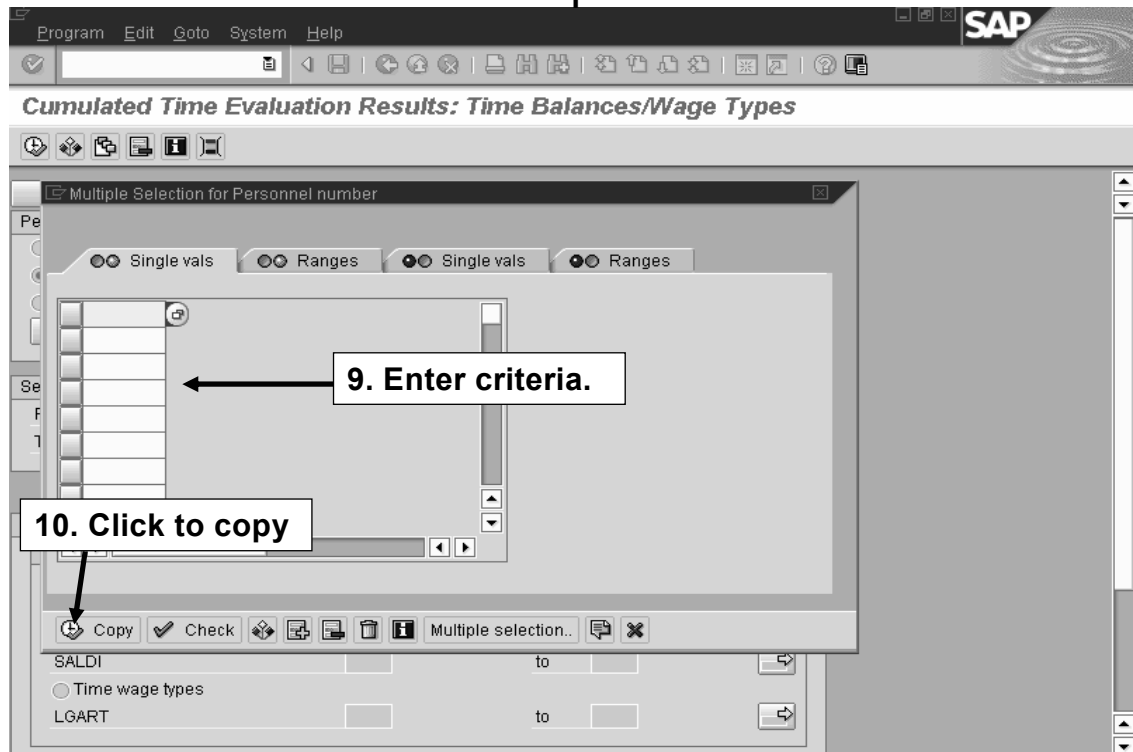 Program Edit Goto System Help
SAP
Cumulated Time Evaluation Results: Time Balances/Wage Types
Multiple Selection for Personnel number
Pe
Single vals Ranges Single vals Ranges
9. Enter criteria.
Se
10. Click to copy
Copy Check Multiple selection..
SALDI to
Time wage types
LGART to